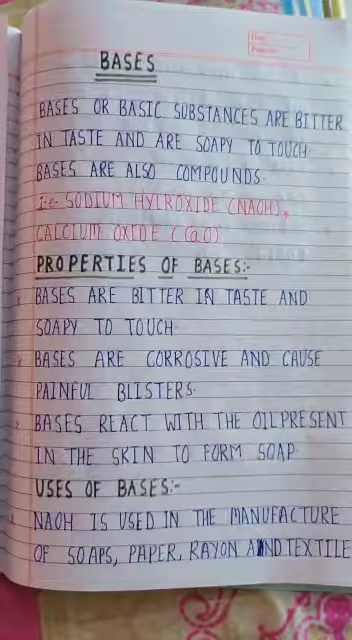 BASES
BASES OR BASIC SUBSTANCES ARE BITTER
IN TASTE AND ARE SOAPY TO TOUCH.
BASES ARE ALSO COMPOUNDS.
i.e. SODIUM HYLROXIDE (NAOH),
CALCIUM OXIDE (CaO)
PROPERTIES OF BASES:-
BASES ARE BITTER IN TASTE AND
SOAPY TO TOUCH.
BASES ARE CORROSIVE AND CAUSE
PAINFUL BLISTERS.
BASES REACT WITH THE OIL PRESENT
IN THE SKIN TO FORM SOAP.
USES OF BASES:-
NAOH IS USED IN THE MANUFACTURE
OF SOAPS, PAPER, RAYON AND TEXTILE